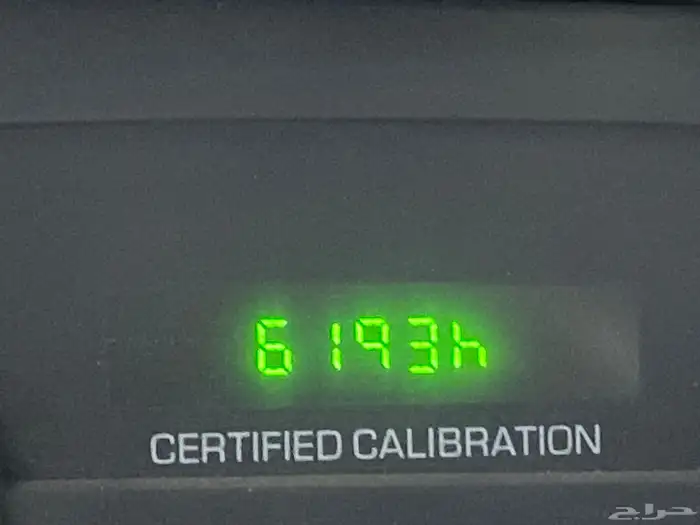 6193h
CERTIFIED CALIBRATION
حراج